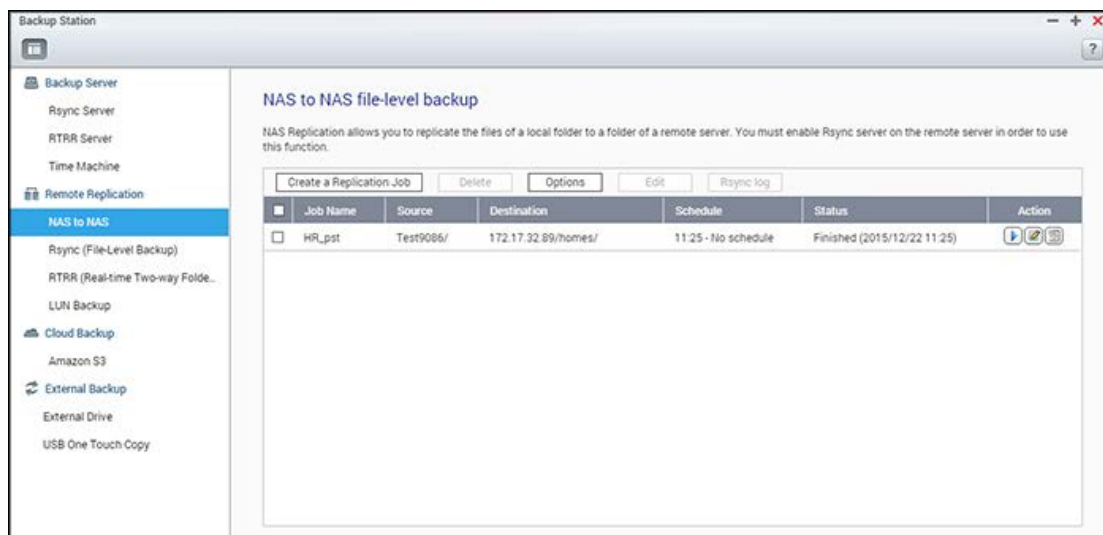 Backup Station
?
Backup Server
Rsync Server
RTRR Server
Time Machine
Remote Replication
NAS to NAS
Rsync (File-Level Backup)
RTRR (Real-time Two-way Folde...
LUN Backup
Cloud Backup
Amazon S3
External Backup
External Drive
USB One Touch Copy
NAS to NAS file-level backup
NAS Replication allows you to replicate the files of a local folder to a folder of a remote server. You must enable Rsync server on the remote server in order to use
this function.
Create a Replication Job Delete Options Edit Rsync log
Job Name Source Destination Schedule Status Action
HR_pst Test9086/ 172.17.32.89/homes/ 11:25 - No schedule Finished (2015/12/22 11:25)